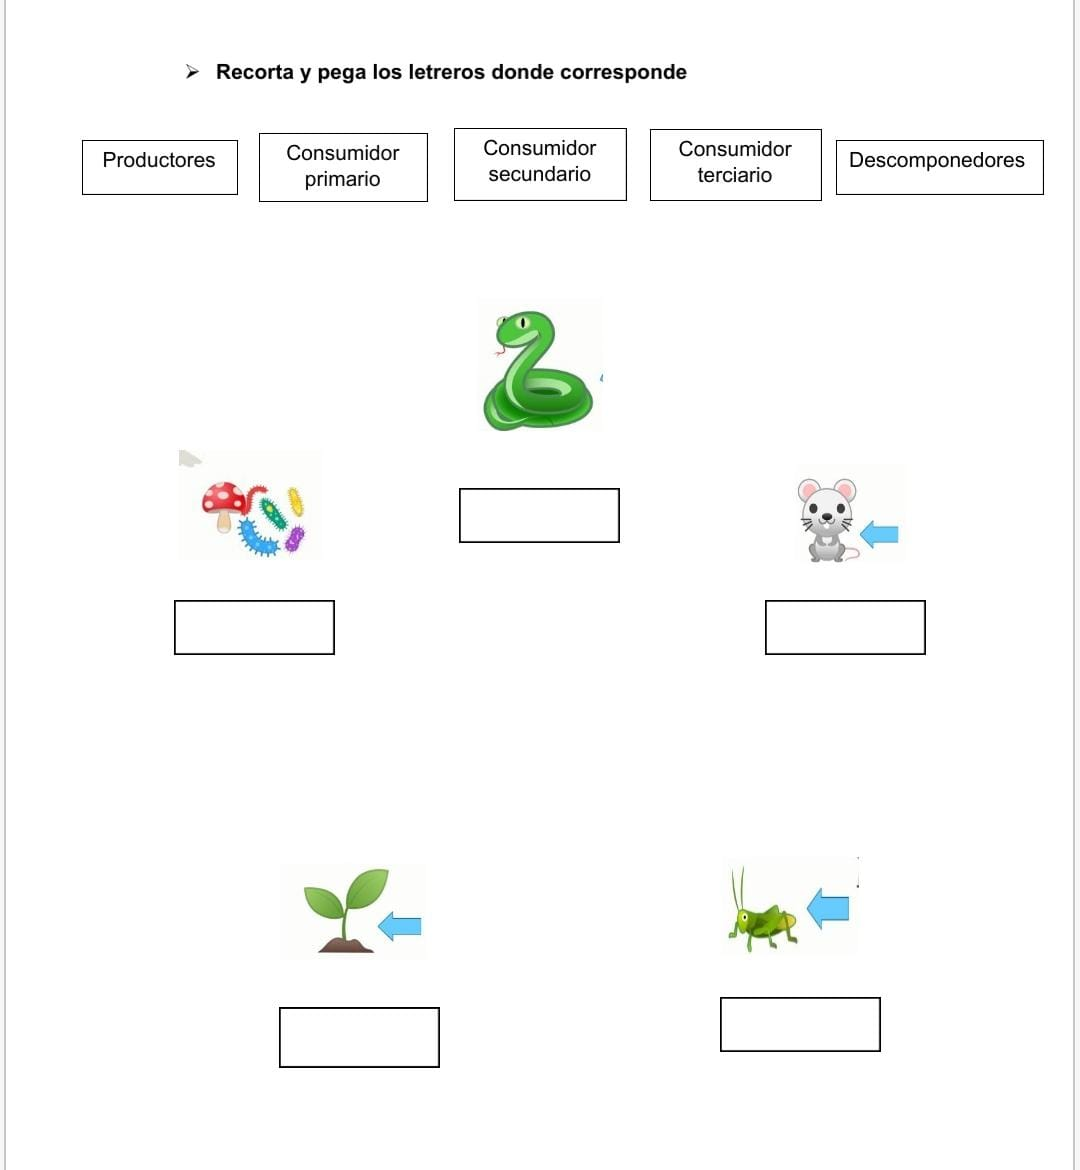 Recorta y pega los letreros donde corresponde
Productores
Consumidor
primario
Consumidor
secundario
Consumidor
terciario
Descomponedores